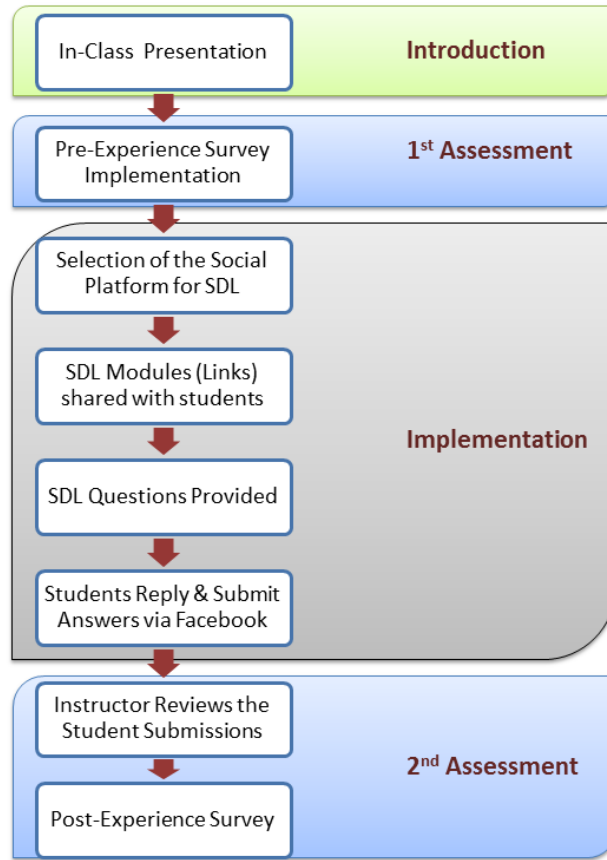 In-Class Presentation
Introduction
Pre-Experience Survey
Implementation
1st Assessment
Selection of the Social
Platform for SDL
SDL Modules (Links)
shared with students
Implementation
SDL Questions Provided
Students Reply & Submit
Answers via Facebook
Instructor Reviews the
Student Submissions
2nd Assessment
Post-Experience Survey